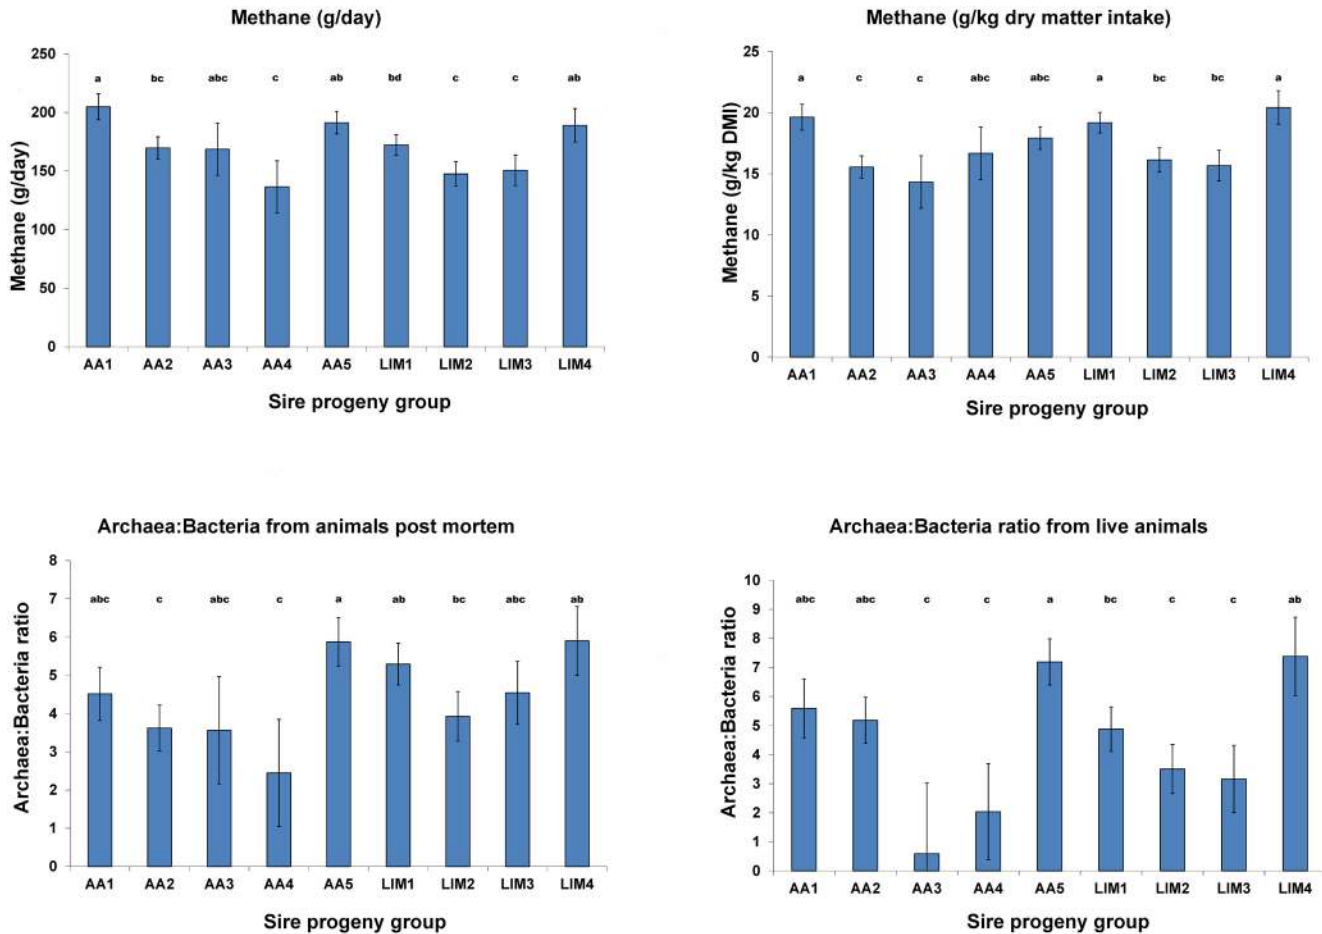 Methane (g/day)
250
200
150
100
50
0
Methane (g/day)
a bc abc c ab bd c c ab
AA1 AA2 AA3 AA4 AA5 LIM1 LIM2 LIM3 LIM4
Sire progeny group
Methane (g/kg dry matter intake)
25
20
15
10
5
0
Methane (g/kg DMI)
a c c abc abc a bc bc a
AA1 AA2 AA3 AA4 AA5 LIM1 LIM2 LIM3 LIM4
Sire progeny group
Archaea:Bacteria from animals post mortem
8
7
6
5
4
3
2
1
0
Archaea:Bacteria ratio
abc c abc c a ab bc abc ab
AA1 AA2 AA3 AA4 AA5 LIM1 LIM2 LIM3 LIM4
Sire progeny group
Archaea:Bacteria ratio from live animals
10
9
8
7
6
5
4
3
2
1
0
Archaea:Bacteria ratio
abc abc c c a bc c c ab
AA1 AA2 AA3 AA4 AA5 LIM1 LIM2 LIM3 LIM4
Sire progeny group